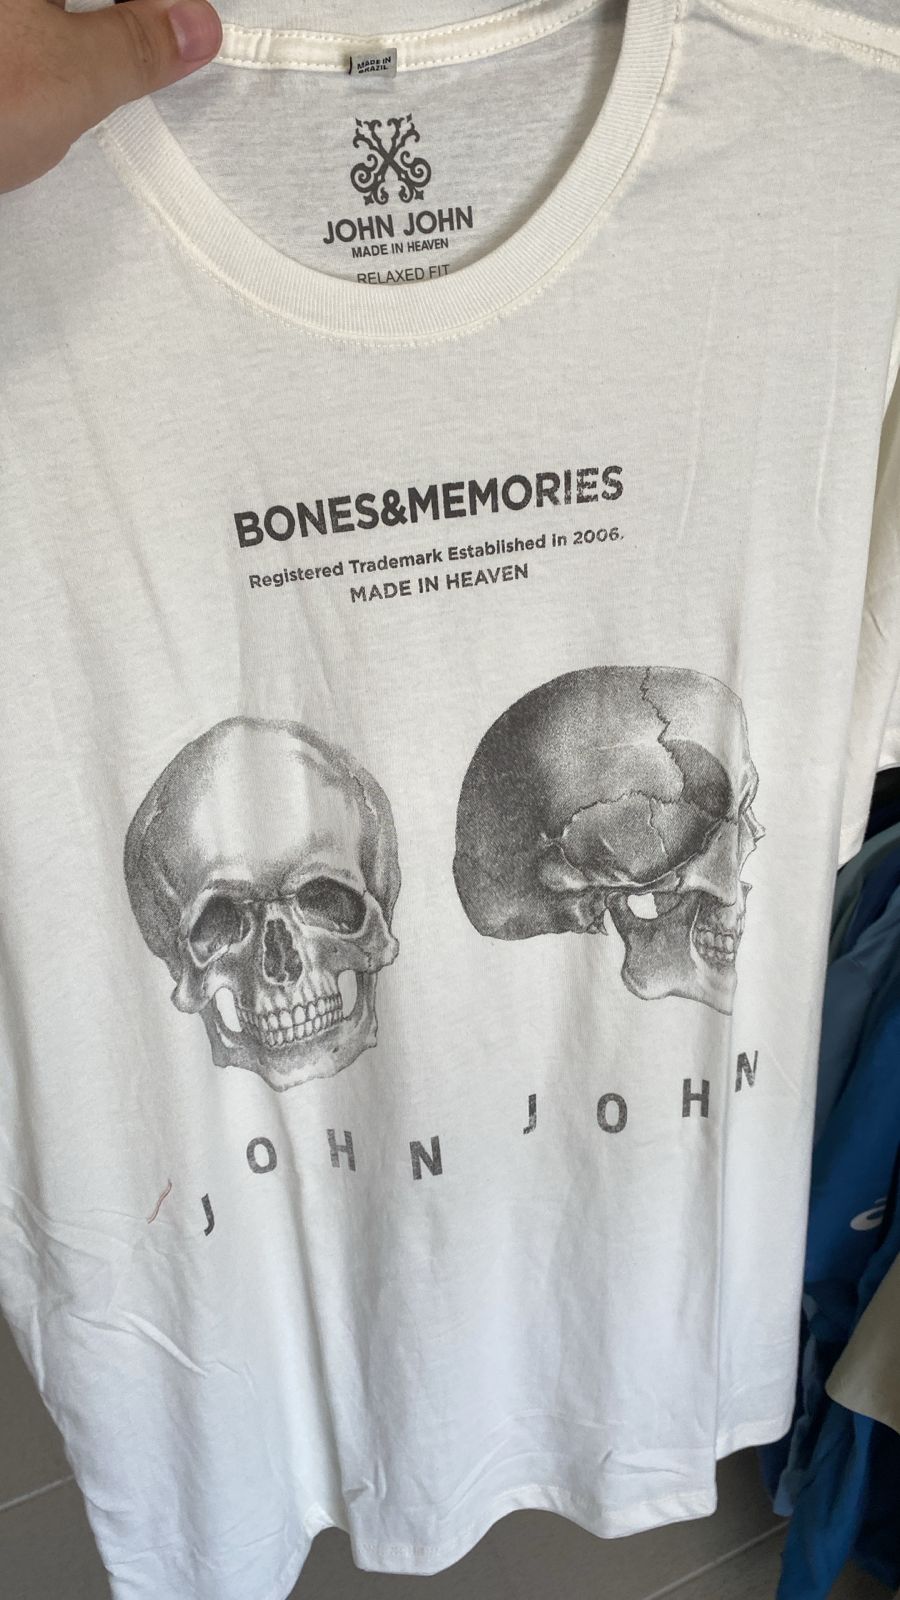 MADE IN
BRAZIL
JOHN JOHN
MADE IN HEAVEN
RELAXED FIT
BONES&MEMORIES
Registered Trademark Established in 2006.
MADE IN HEAVEN
JOHN JOHN